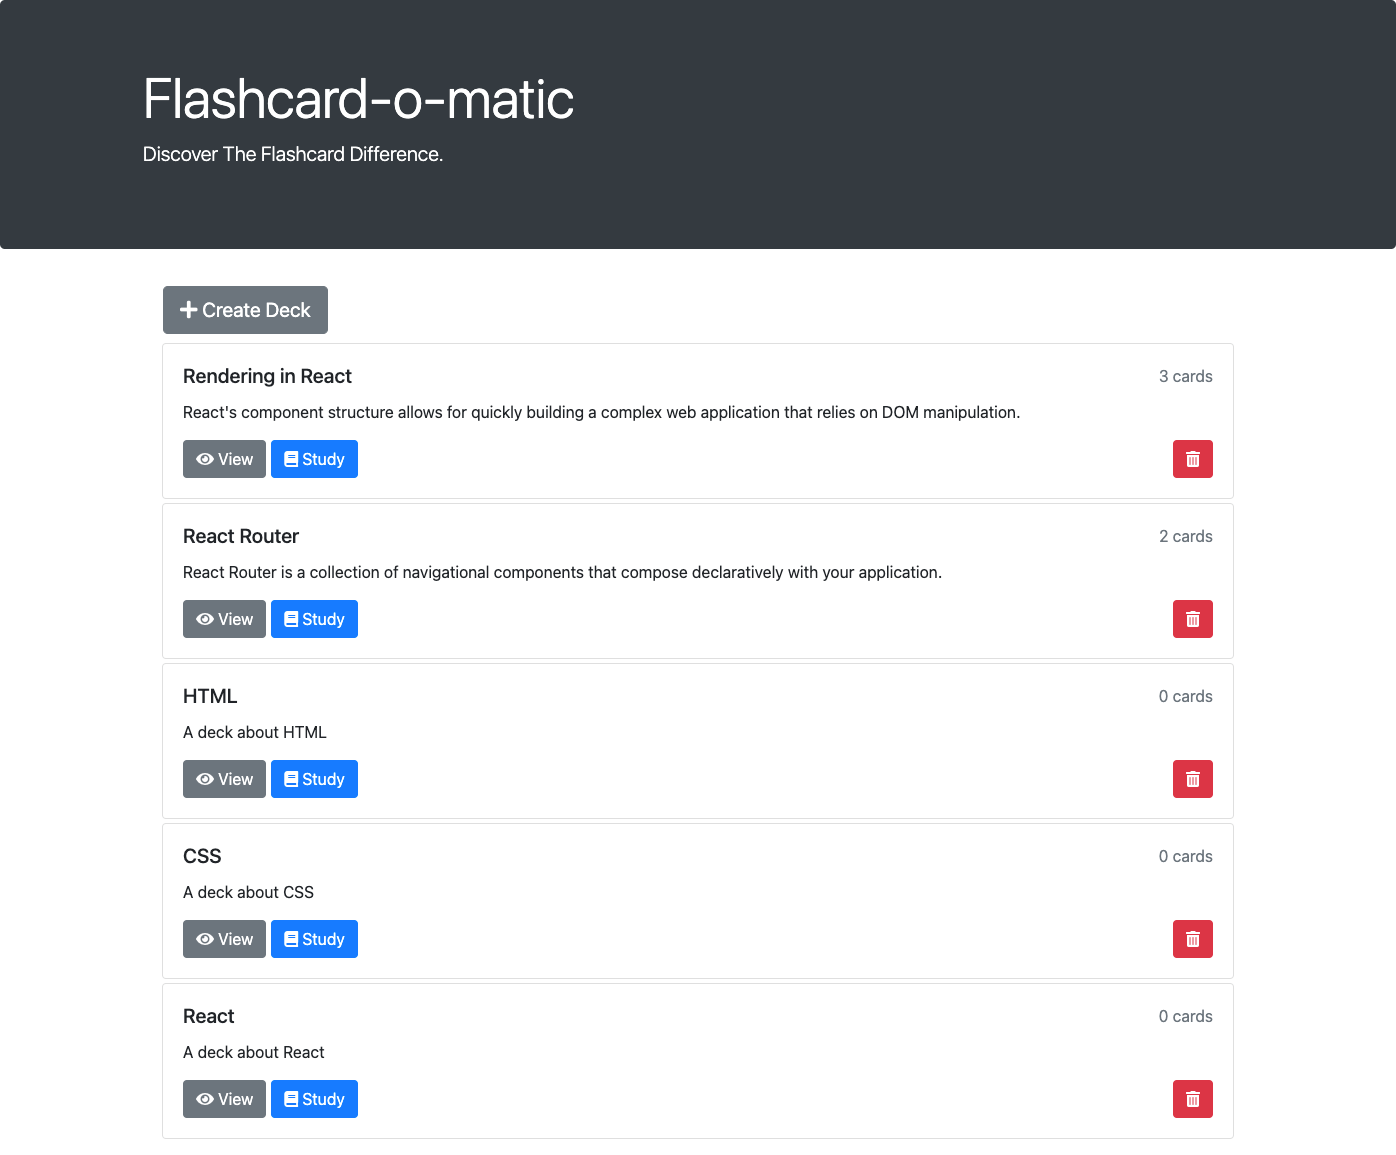 Flashcard-o-matic
Discover The Flashcard Difference.
Create Deck
Rendering in React 3 cards
React's component structure allows for quickly building a complex web application that relies on DOM manipulation.
View Study
React Router 2 cards
React Router is a collection of navigational components that compose declaratively with your application.
View Study
HTML 0 cards
A deck about HTML
View Study
CSS 0 cards
A deck about CSS
View Study
React 0 cards
A deck about React
View Study